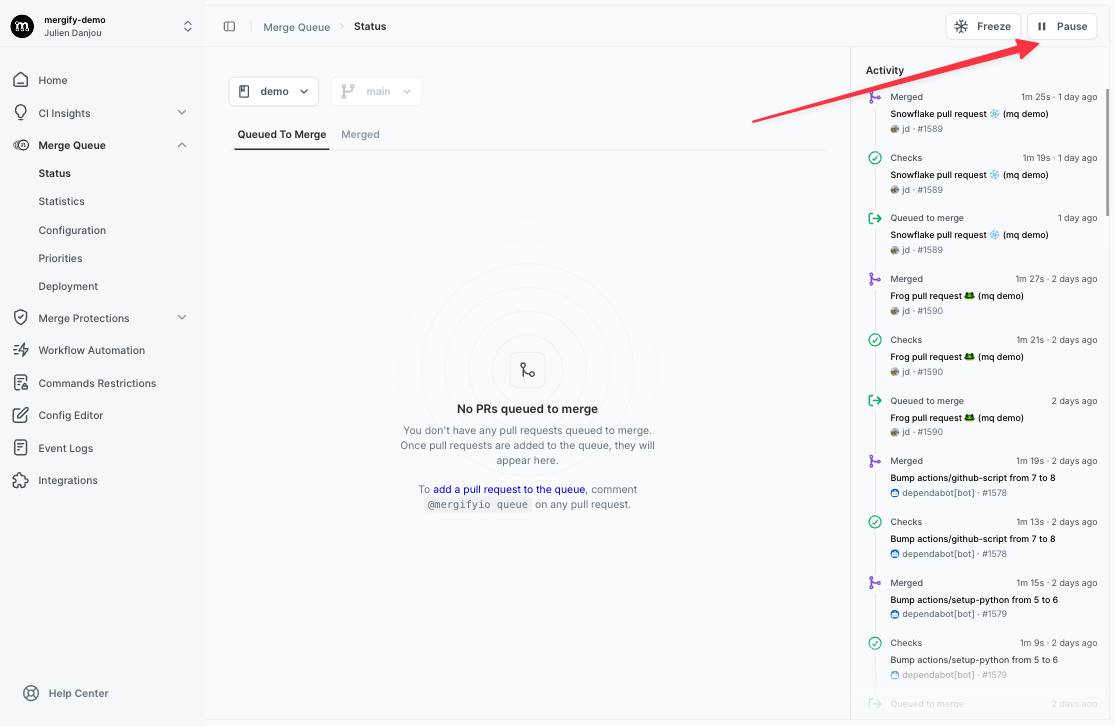 mergify-demo
Julien Danjou
Home
CI Insights
Merge Queue
Status
Statistics
Configuration
Priorities
Deployment
Merge Protections
Workflow Automation
Commands Restrictions
Config Editor
Event Logs
Integrations
Help Center
Merge Queue > Status
Freeze
Pause
demo
main
Queued To Merge
Merged
No PRs queued to merge
You don't have any pull requests queued to merge.
Once pull requests are added to the queue, they will
appear here.
To add a pull request to the queue, comment
@mergifyio queue on any pull request.
Activity
Merged 1m 25s · 1 day ago
Snowflake pull request ❄️ (mq demo)
jd · #1589
Checks 1m 19s · 1 day ago
Snowflake pull request ❄️ (mq demo)
jd · #1589
Queued to merge 1 day ago
Snowflake pull request ❄️ (mq demo)
jd · #1589
Merged 1m 27s · 2 days ago
Frog pull request 🐸 (mq demo)
jd · #1590
Checks 1m 21s · 2 days ago
Frog pull request 🐸 (mq demo)
jd · #1590
Queued to merge 2 days ago
Frog pull request 🐸 (mq demo)
jd · #1590
Merged 1m 19s · 2 days ago
Bump actions/github-script from 7 to 8
dependabot[bot] · #1578
Checks 1m 13s · 2 days ago
Bump actions/github-script from 7 to 8
dependabot[bot] · #1578
Merged 1m 15s · 2 days ago
Bump actions/setup-python from 5 to 6
dependabot[bot] · #1579
Checks 1m 9s · 2 days ago
Bump actions/setup-python from 5 to 6
dependabot[bot] · #1579
Queued to merge 2 days ago